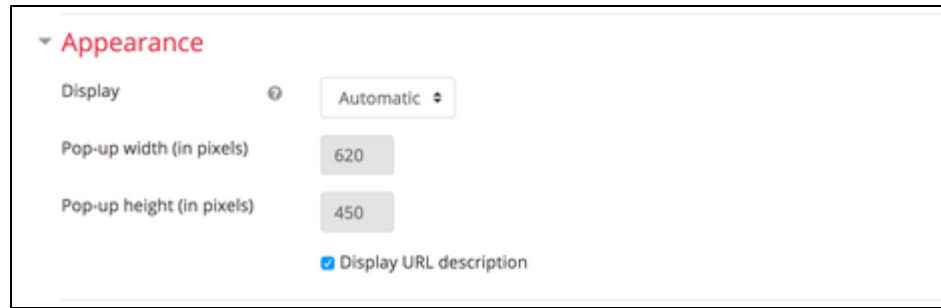 Appearance
Display Automatic
Pop-up width (in pixels) 620
Pop-up height (in pixels) 450
Display URL description